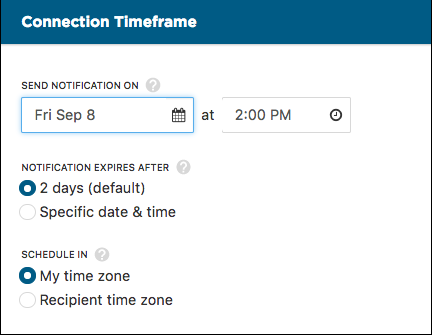 Connection Timeframe
SEND NOTIFICATION ON ?
Fri Sep 8 at 2:00 PM
NOTIFICATION EXPIRES AFTER ?
2 days (default)
Specific date & time
SCHEDULE IN ?
My time zone
Recipient time zone